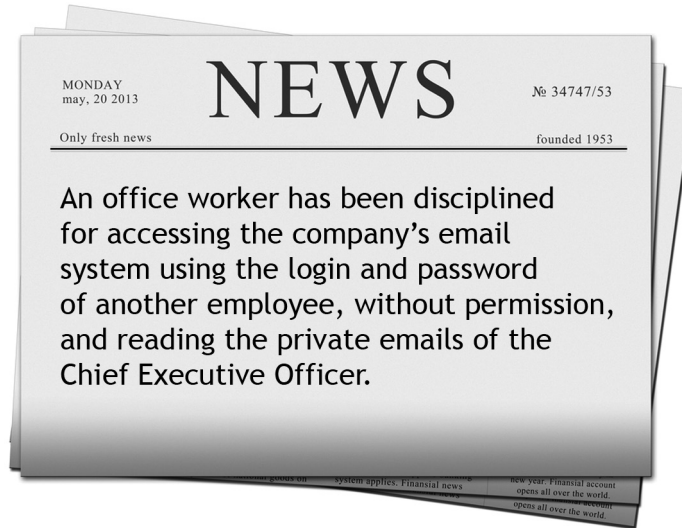 MONDAY
may, 20 2013
NEWS
№ 34747/53
Only fresh news
founded 1953
An office worker has been disciplined
for accessing the company’s email
system using the login and password
of another employee, without permission,
and reading the private emails of the
Chief Executive Officer.
system applies. Finansial news
new year. Financial account
opens all over the world.
opens all over the world.